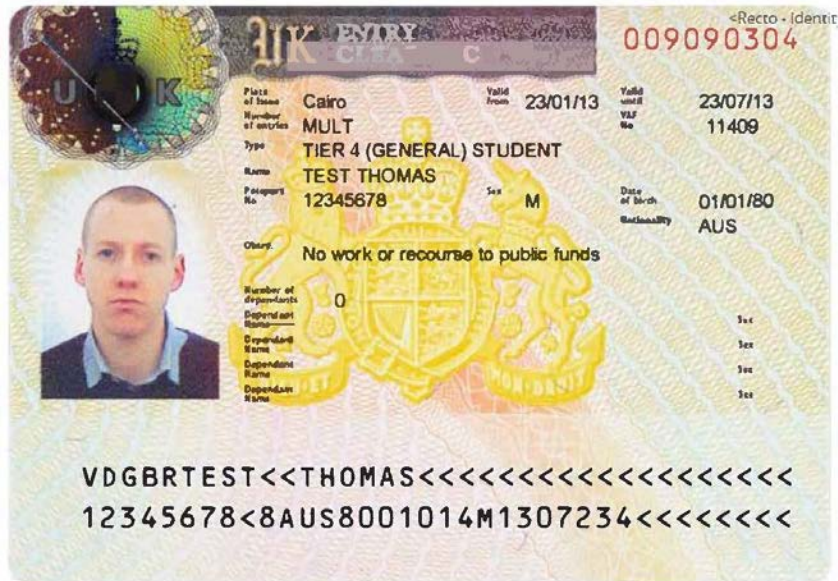 <Recto - Identit
UK ENTRY
009090304
U K
Place of Issue Cairo Valid from 23/01/13 Valid until 23/07/13
Number of entries MULT VAF No 11409
Type TIER 4 (GENERAL) STUDENT
Name TEST THOMAS
Passport No 12345678 Sex M Date of birth 01/01/80
Nationality AUS
Observ. No work or recourse to public funds
Number of dependants 0
Dependant Name Sex
Dependant Name Sex
Dependant Name Sex
Dependant Name Sex
VDGBRTEST<<THOMAS<<<<<<<<<<<<<<<<<<<
12345678<8AUS8001014M1307234<<<<<<<<